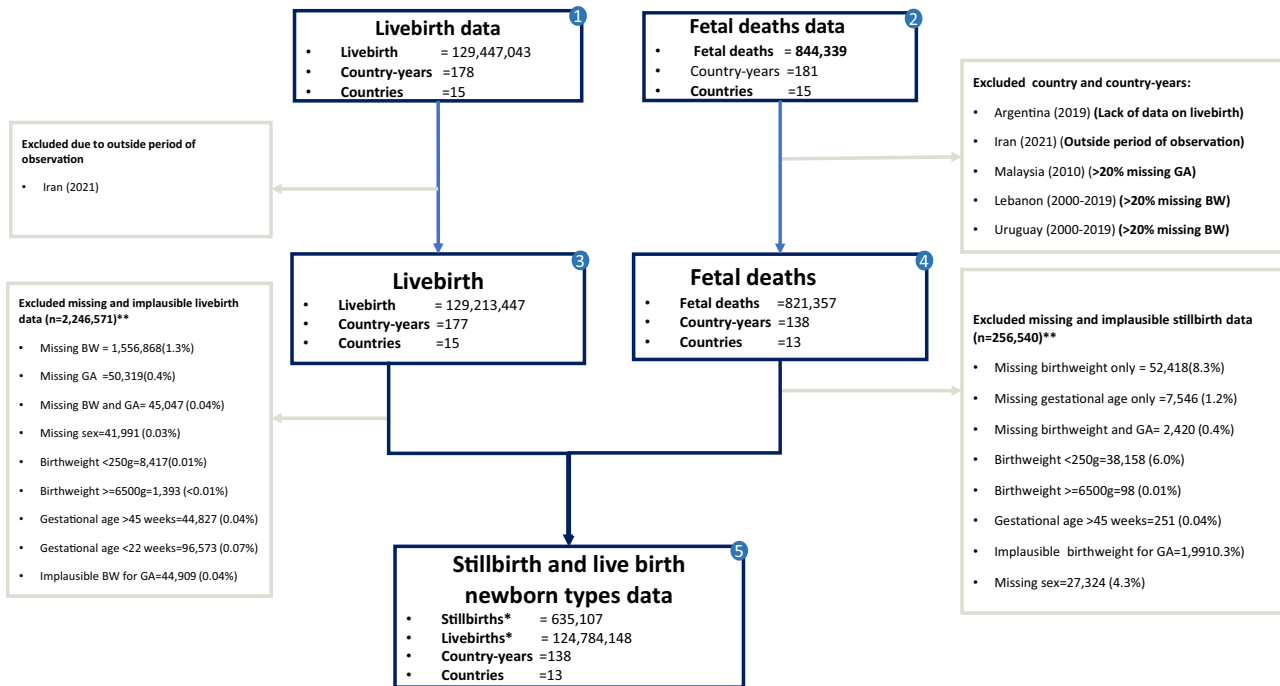 1
Livebirth data
• Livebirth = 129,447,043
• Country-years =178
• Countries =15
2
Fetal deaths data
• Fetal deaths = 844,339
• Country-years =181
• Countries =15
Excluded country and country-years:
• Argentina (2019) (Lack of data on livebirth)
• Iran (2021) (Outside period of observation)
• Malaysia (2010) (>20% missing GA)
• Lebanon (2000-2019) (>20% missing BW)
• Uruguay (2000-2019) (>20% missing BW)
Excluded due to outside period of
observation
• Iran (2021)
3
Livebirth
• Livebirth = 129,213,447
• Country-years =177
• Countries =15
4
Fetal deaths
• Fetal deaths =821,357
• Country-years =138
• Countries =13
Excluded missing and implausible livebirth
data (n=2,246,571)**
• Missing BW = 1,556,868(1.3%)
• Missing GA =50,319(0.4%)
• Missing BW and GA= 45,047 (0.04%)
• Missing sex=41,991 (0.03%)
• Birthweight <250g=8,417(0.01%)
• Birthweight >=6500g=1,393 (<0.01%)
• Gestational age >45 weeks=44,827 (0.04%)
• Gestational age <22 weeks=96,573 (0.07%)
• Implausible BW for GA=44,909 (0.04%)
Excluded missing and implausible stillbirth data
(n=256,540)**
• Missing birthweight only = 52,418(8.3%)
• Missing gestational age only =7,546 (1.2%)
• Missing birthweight and GA= 2,420 (0.4%)
• Birthweight <250g=38,158 (6.0%)
• Birthweight >=6500g=98 (0.01%)
• Gestational age >45 weeks=251 (0.04%)
• Implausible birthweight for GA=1,9910.3%)
• Missing sex=27,324 (4.3%)
5
Stillbirth and live birth
newborn types data
• Stillbirths* = 635,107
• Livebirths* = 124,784,148
• Country-years =138
• Countries =13